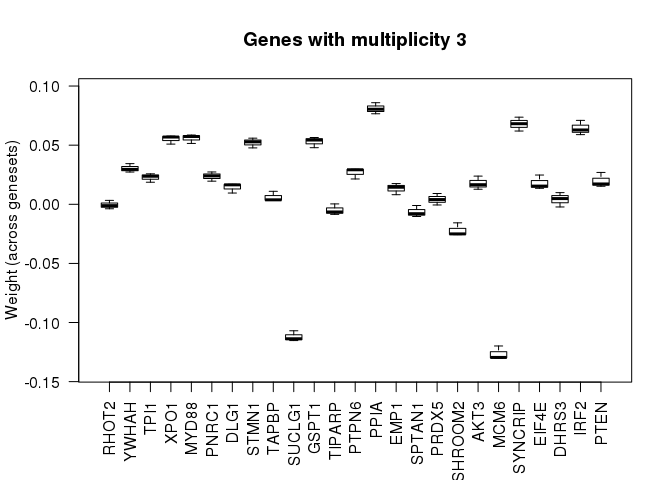 Genes with multiplicity 3
Weight (across genesets)
0.10
0.05
0.00
-0.05
-0.10
-0.15
RHOT2
YWHAH
TPI1
XPO1
MYD88
PNRC1
DLG1
STMN1
TAPBP
SUCLG1
GSPT1
TIPARP
PTPN6
PPIA
EMP1
SPTAN1
PRDX5
SHROOM2
AKT3
MCM6
SYNCRIP
EIF4E
DHRS3
IRF2
PTEN